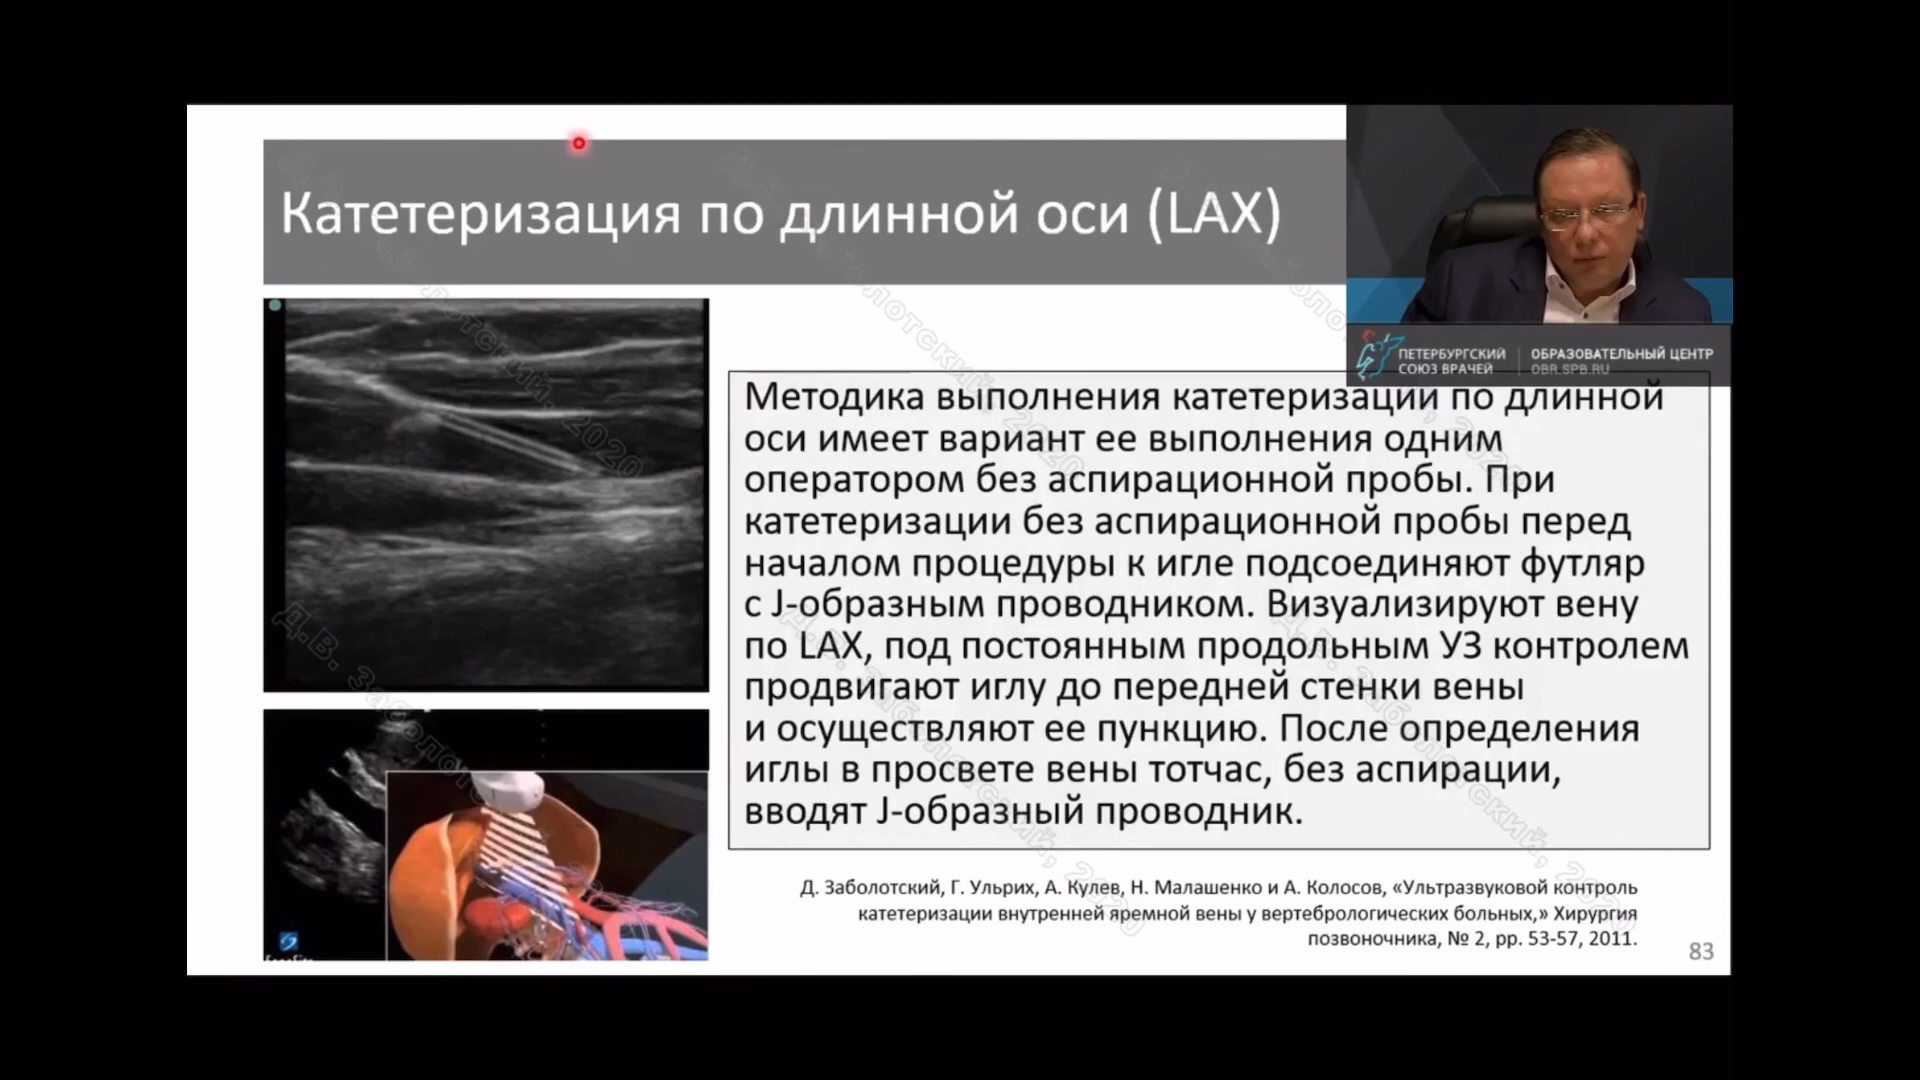 Катетеризация по длинной оси (LAX)
ПЕТЕРБУРГСКИЙ
СОЮЗ ВРАЧЕЙ
ОБРАЗОВАТЕЛЬНЫЙ ЦЕНТР
OBR.SPB.RU
Методика выполнения катетеризации по длинной
оси имеет вариант ее выполнения одним
оператором без аспирационной пробы. При
катетеризации без аспирационной пробы перед
началом процедуры к игле подсоединяют футляр
с J-образным проводником. Визуализируют вену
по LAX, под постоянным продольным УЗ контролем
продвигают иглу до передней стенки вены
и осуществляют ее пункцию. После определения
иглы в просвете вены тотчас, без аспирации,
вводят J-образный проводник.
Д. Заболотский, Г. Ульрих, А. Кулев, Н. Малашенко и А. Колосов, «Ультразвуковой контроль
катетеризации внутренней яремной вены у вертебрологических больных,» Хирургия
позвоночника, № 2, pp. 53-57, 2011.
83
Д.В. Заболотский, 2020